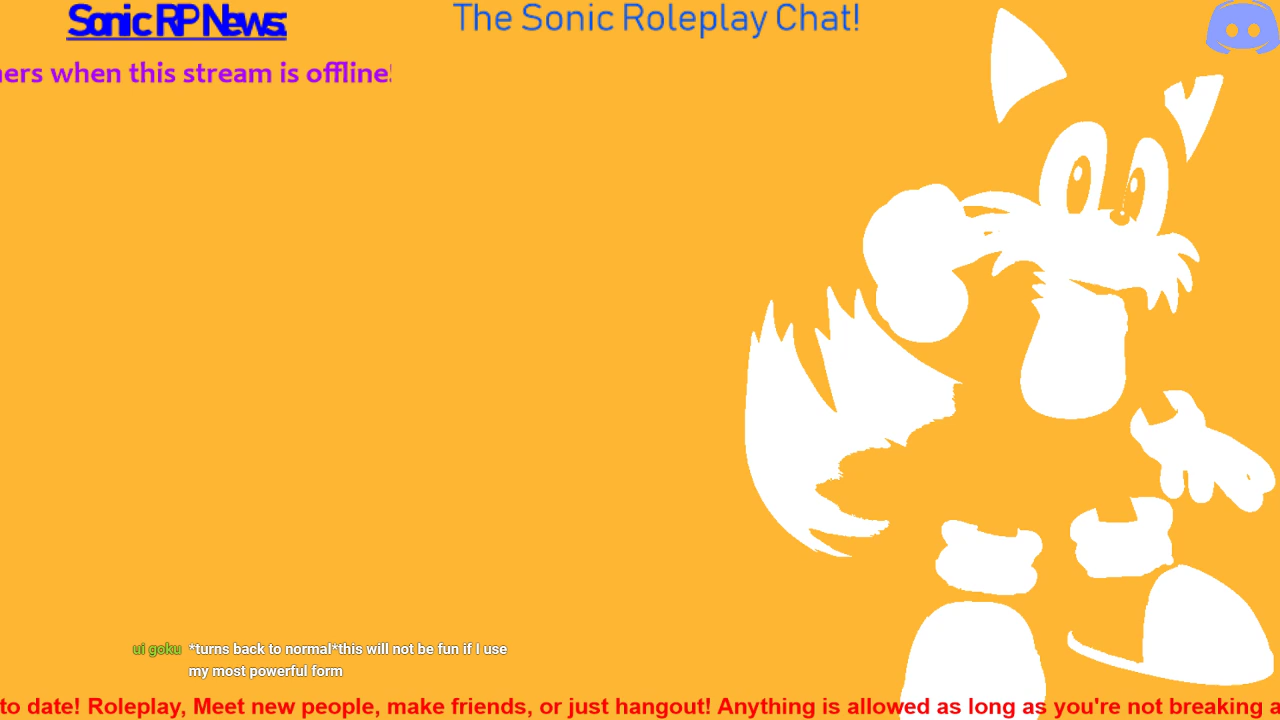 Sonic RP News:
The Sonic Roleplay Chat!
when this stream is offline!
ui goku *turns back to normal*this will not be fun if I use
my most powerful form
to date! Roleplay, Meet new people, make friends, or just hangout! Anything is allowed as long as you're not breaking